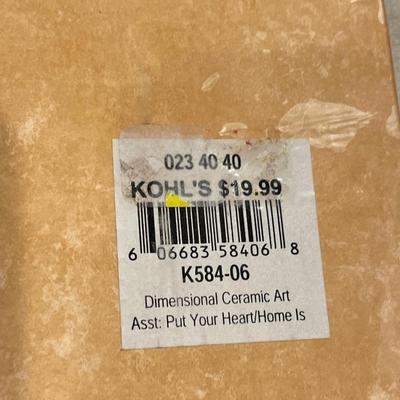 023 40 40
KOHL'S $19.99
6 06683 58406 8
K584-06
Dimensional Ceramic Art
Asst: Put Your Heart/Home Is